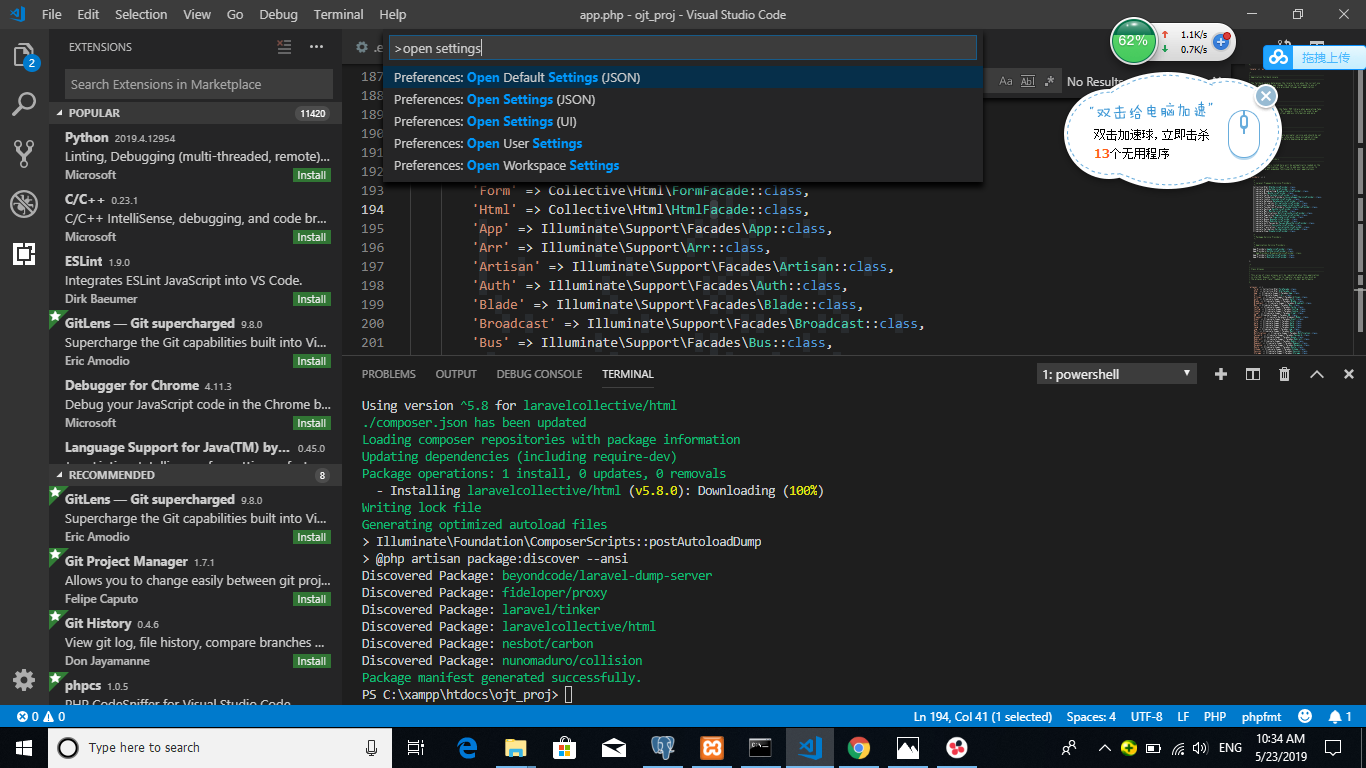 File Edit Selection View Go Debug Terminal Help
app.php - ojt_proj - Visual Studio Code
EXTENSIONS
Search Extensions in Marketplace
POPULAR 11420
Python 2019.4.12954
Linting, Debugging (multi-threaded, remote)...
Microsoft Install
C/C++ 0.23.1
C/C++ IntelliSense, debugging, and code br...
Microsoft Install
ESLint 1.9.0
Integrates ESLint JavaScript into VS Code.
Dirk Baeumer Install
GitLens — Git supercharged 9.8.0
Supercharge the Git capabilities built into Vi...
Eric Amodio Install
Debugger for Chrome 4.11.3
Debug your JavaScript code in the Chrome b...
Microsoft Install
Language Support for Java(TM) by... 0.45.0
RECOMMENDED 8
GitLens — Git supercharged 9.8.0
Supercharge the Git capabilities built into Vi...
Eric Amodio Install
Git Project Manager 1.7.1
Allows you to change easily between git proj...
Felipe Caputo Install
Git History 0.4.6
View git log, file history, compare branches ...
Don Jayamanne Install
phpcs 1.0.5
PHP CodeSniffer for Visual Studio Code
2
>open settings
Preferences: Open Default Settings (JSON)
Preferences: Open Settings (JSON)
Preferences: Open Settings (UI)
Preferences: Open User Settings
Preferences: Open Workspace Settings
Aa Ab| .* No Results
62% 1.1K/s
0.7K/s
拖拽上传
“双击给电脑加速”
双击加速球,立即击杀
13个无用程序
187
188
189
190
191
192
193 'Form' => Collective\Html\FormFacade::class,
194 'Html' => Collective\Html\HtmlFacade::class,
195 'App' => Illuminate\Support\Facades\App::class,
196 'Arr' => Illuminate\Support\Arr::class,
197 'Artisan' => Illuminate\Support\Facades\Artisan::class,
198 'Auth' => Illuminate\Support\Facades\Auth::class,
199 'Blade' => Illuminate\Support\Facades\Blade::class,
200 'Broadcast' => Illuminate\Support\Facades\Broadcast::class,
201 'Bus' => Illuminate\Support\Facades\Bus::class,
PROBLEMS OUTPUT DEBUG CONSOLE TERMINAL 1: powershell
Using version ^5.8 for laravelcollective/html
./composer.json has been updated
Loading composer repositories with package information
Updating dependencies (including require-dev)
Package operations: 1 install, 0 updates, 0 removals
- Installing laravelcollective/html (v5.8.0): Downloading (100%)
Writing lock file
Generating optimized autoload files
> Illuminate\Foundation\ComposerScripts::postAutoloadDump
> @php artisan package:discover --ansi
Discovered Package: beyondcode/laravel-dump-server
Discovered Package: fideloper/proxy
Discovered Package: laravel/tinker
Discovered Package: laravelcollective/html
Discovered Package: nesbot/carbon
Discovered Package: nunomaduro/collision
Package manifest generated successfully.
PS C:\xampp\htdocs\ojt_proj>
0 0 Ln 194, Col 41 (1 selected) Spaces: 4 UTF-8 LF PHP phpfmt 1
Type here to search
ENG
10:34 AM
5/23/2019